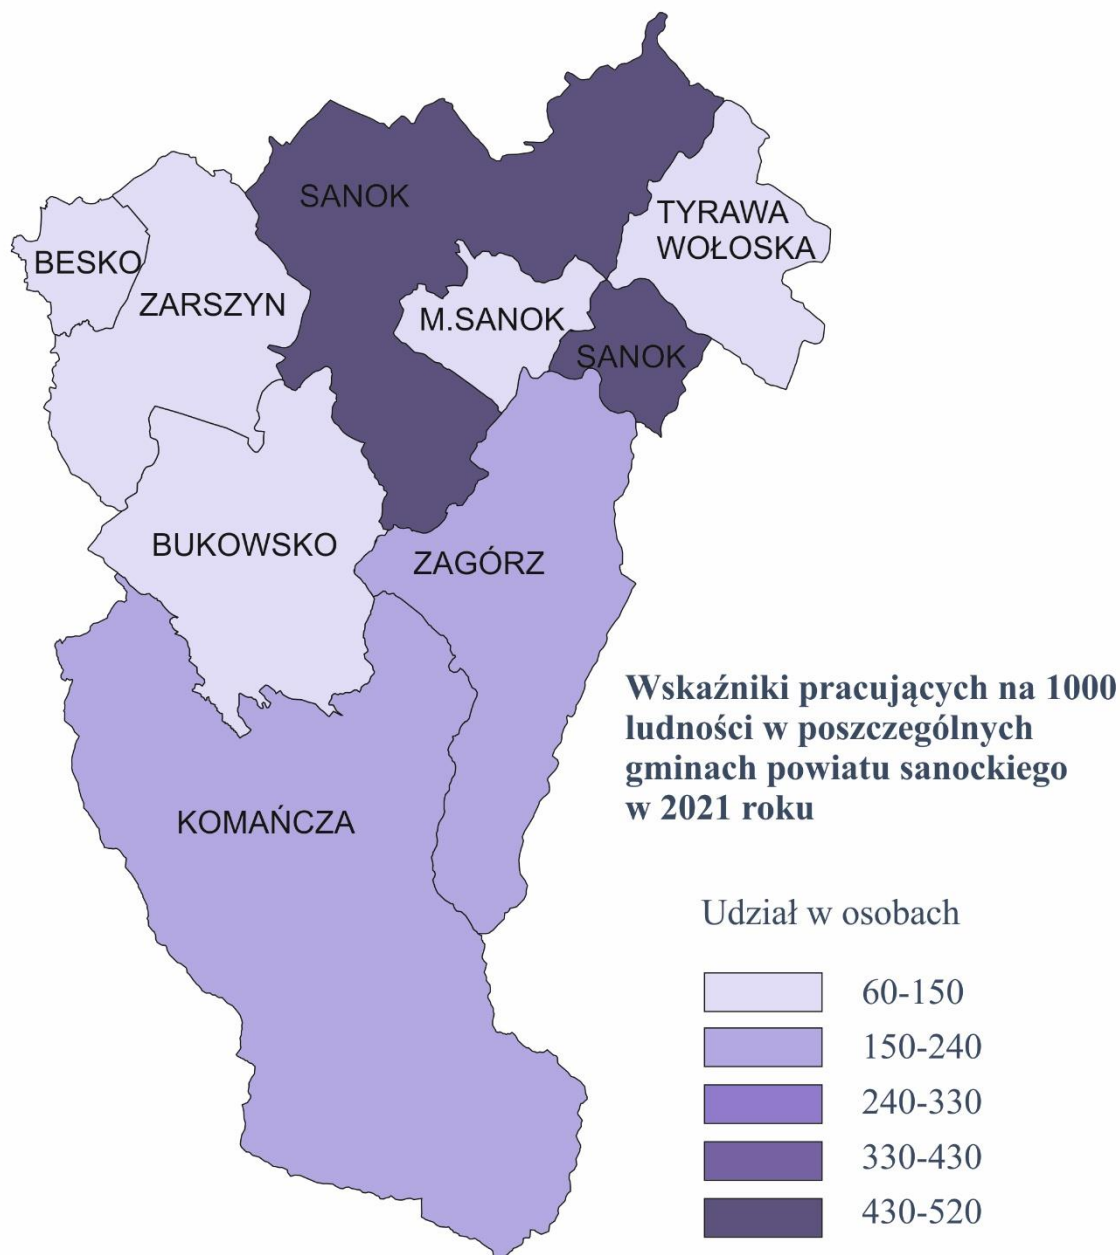 SANOK
TYRAWA
WOŁOSKA
BESKO
ZARSZYN
M.SANOK
SANOK
BUKOWSKO
ZAGÓRZ
Wskaźniki pracujących na 1000
ludności w poszczególnych
gminach powiatu sanockiego
w 2021 roku
KOMAŃCZA
Udział w osobach
60-150
150-240
240-330
330-430
430-520